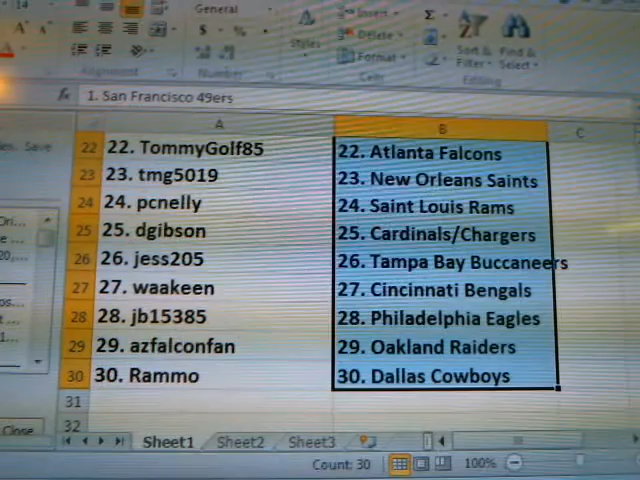 14
General
A A
$ %
Styles
Insert
Delete
Format
Σ
Sort & Find &
Filter Select
Alignment Number Cells Editing
fx 1. San Francisco 49ers
Save
A B C
22 22. TommyGolf85 22. Atlanta Falcons
23 23. tmg5019 23. New Orleans Saints
24 24. pcnelly 24. Saint Louis Rams
25 25. dgibson 25. Cardinals/Chargers
26 26. jess205 26. Tampa Bay Buccaneers
27 27. waakeen 27. Cincinnati Bengals
28 28. jb15385 28. Philadelphia Eagles
29 29. azfalconfan 29. Oakland Raiders
30 30. Rammo 30. Dallas Cowboys
31
32
Close
Sheet1 Sheet2 Sheet3
Count: 30 100%